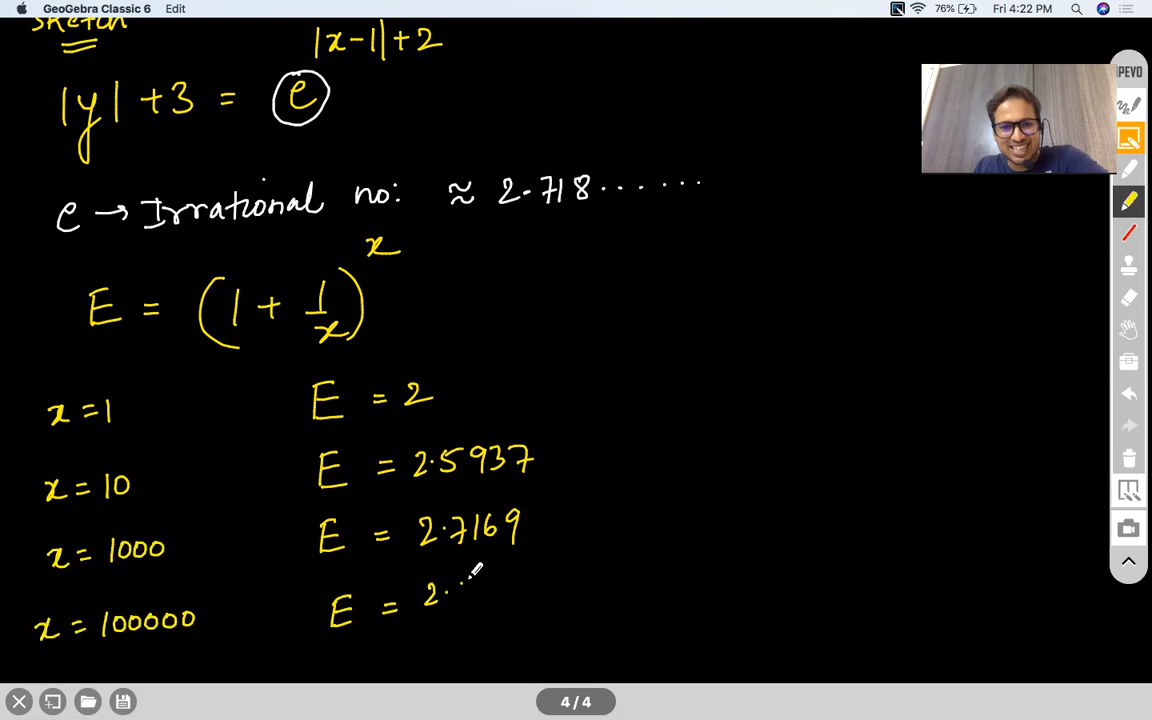 GeoGebra Classic 6 Edit 76% Fri 4:22 PM
sketch
|x-1|+2
|y| +3 = e
IPEVO
e → Irrational no: ≈ 2.718......
x
E = (1 + 1/x)
x = 1 E = 2
x = 10 E = 2.5937
x = 1000 E = 2.7169
x = 100000 E = 2.
4 / 4